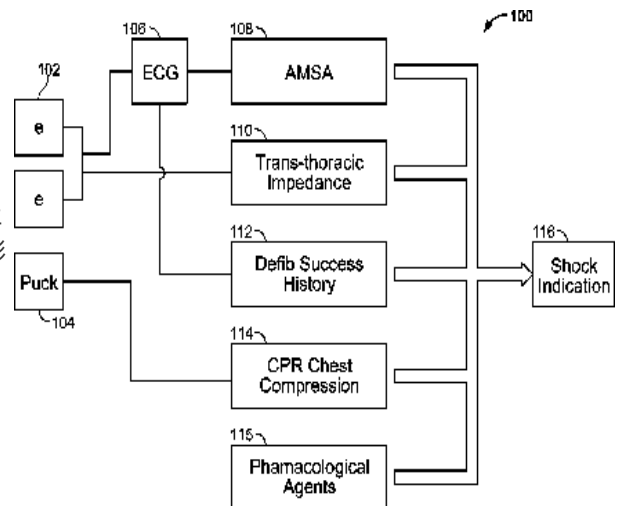 100
106
108
102
ECG
AMSA
e
110
Trans-thoracic
Impedance
e
112
116
Defib Success
History
Shock
Indication
Puck
104
114
CPR Chest
Compression
115
Phamacological
Agents